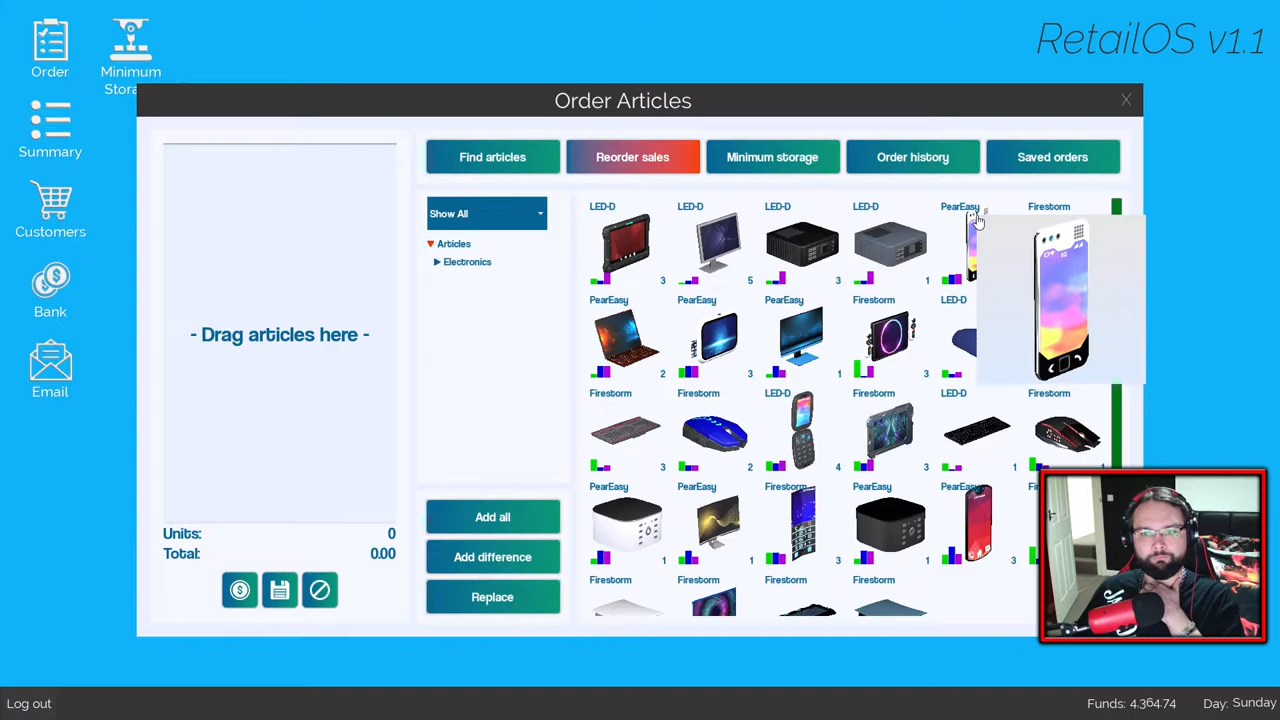 RetailOS v1.1
Order
Minimum
Stora
Summary
Customers
Bank
Email
Order Articles
X
Find articles
Reorder sales
Minimum storage
Order history
Saved orders
Show All
Articles
Electronics
- Drag articles here -
Units: 0
Total: 0.00
Add all
Add difference
Replace
LED-D LED-D LED-D LED-D PearEasy Firestorm
3 5 3 1
PearEasy PearEasy PearEasy Firestorm LED-D
2 3 1 3
Firestorm Firestorm LED-D Firestorm LED-D Firestorm
3 2 4 3 1 1
PearEasy PearEasy Firestorm PearEasy PearEasy
1 1 3 1 3
Firestorm Firestorm Firestorm Firestorm
Log out
Funds: 4,364.74 Day: Sunday